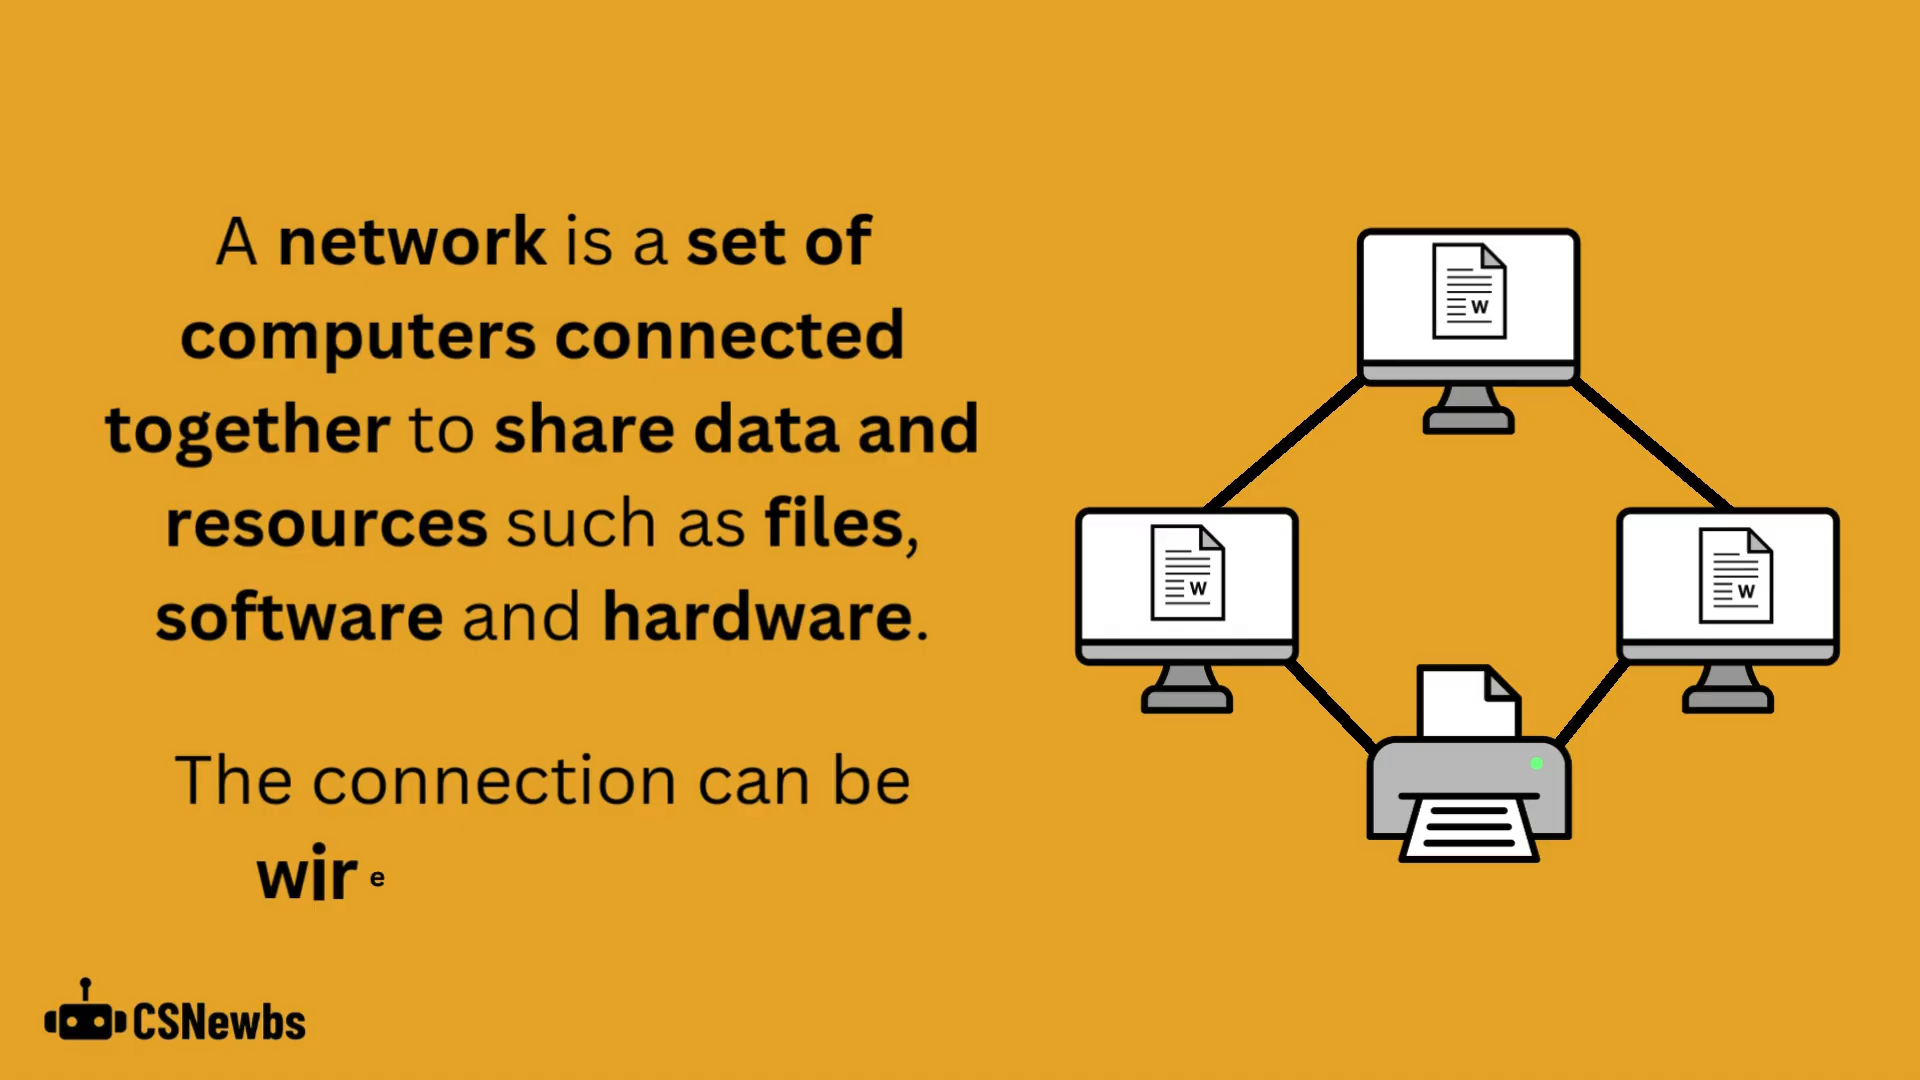 A network is a set of
computers connected
together to share data and
resources such as files,
software and hardware.
The connection can be
wire
W
W
W
CSNewbs